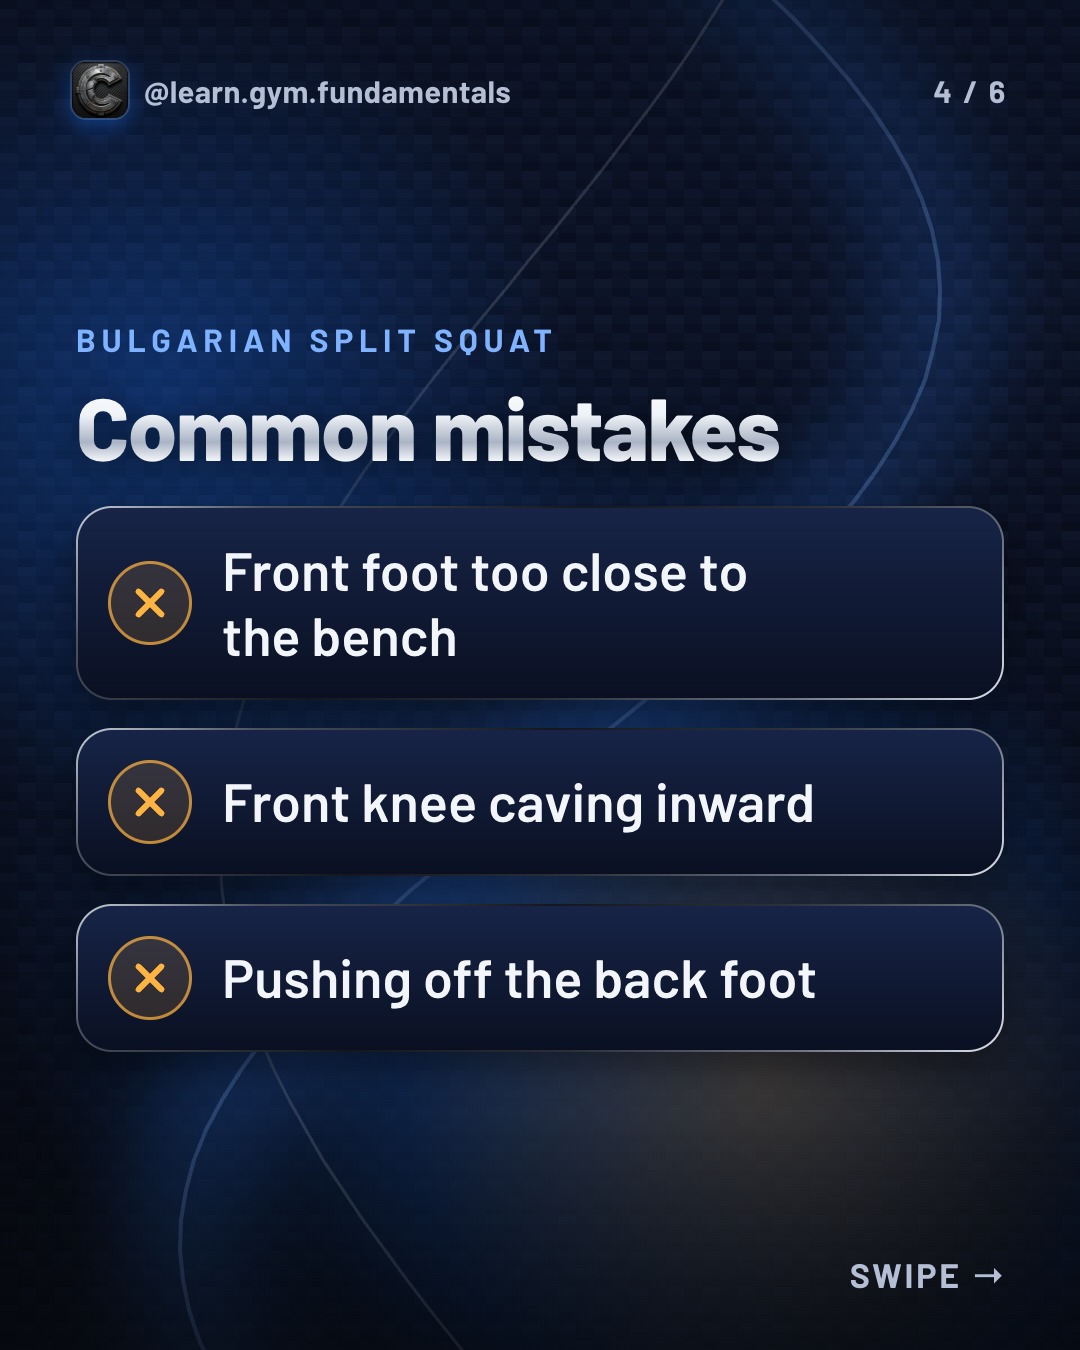 @learn.gym.fundamentals
4 / 6
BULGARIAN SPLIT SQUAT
Common mistakes
Front foot too close to
the bench
Front knee caving inward
Pushing off the back foot
SWIPE →